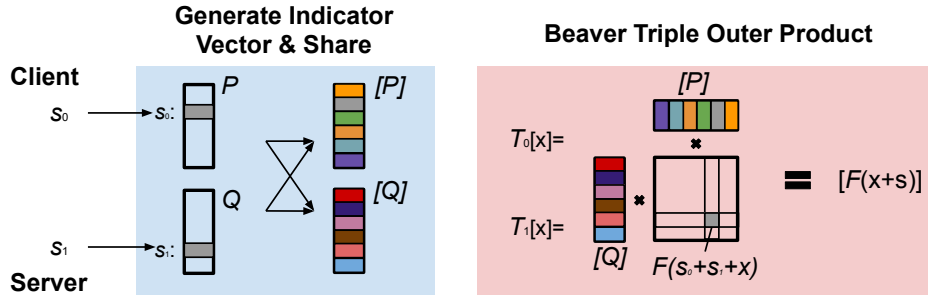 Generate Indicator
Vector & Share
Beaver Triple Outer Product
Client
P
[P]
s₀
s₀:
Q
[Q]
s₁
s₁:
Server
[P]
T₀[x]=
×
×
= [F(x+s)]
T₁[x]=
[Q]
F(s₀+s₁+x)